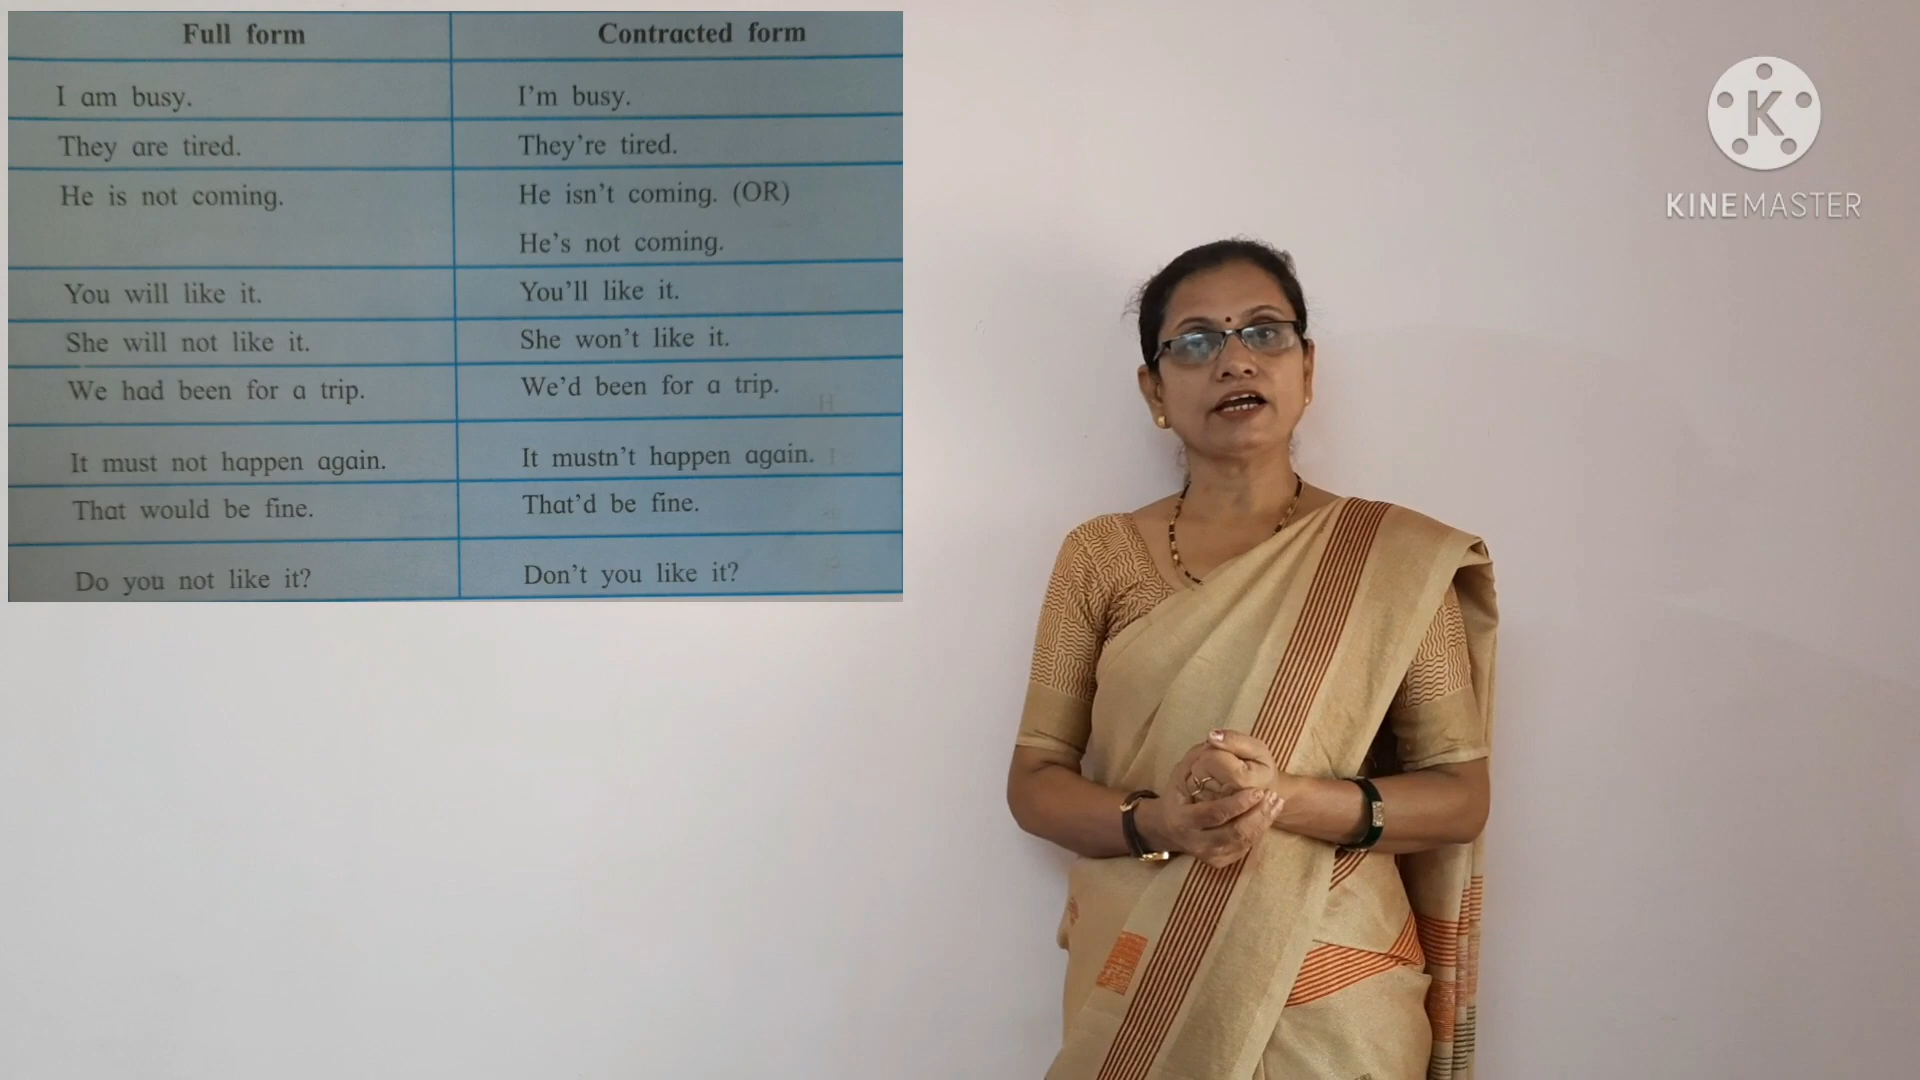 Full form Contracted form
I am busy. I’m busy.
They are tired. They’re tired.
He is not coming. He isn’t coming. (OR)
He’s not coming.
You will like it. You’ll like it.
She will not like it. She won’t like it.
We had been for a trip. We’d been for a trip.
It must not happen again. It mustn’t happen again.
That would be fine. That’d be fine.
Do you not like it? Don’t you like it?
K
KINEMASTER